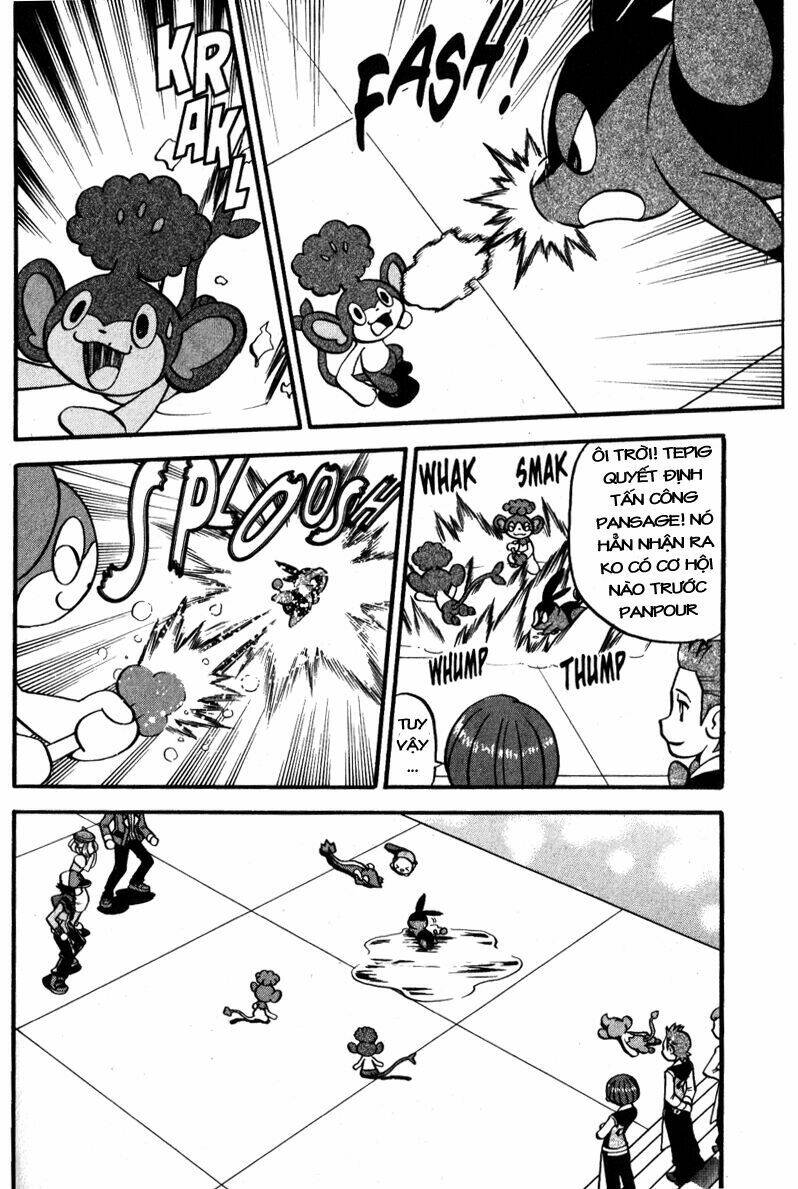 KRAKL
FASH!
SPLOOSH
WHAK
SMAK
WHUMP
THUMP
ÔI TRỜI! TEPIG
QUYẾT ĐỊNH
TẤN CÔNG
PANSAGE! NÓ
HẲN NHẬN RA
KO CÓ CƠ HỘI
NÀO TRƯỚC
PANPOUR
TUY
VẬY
...